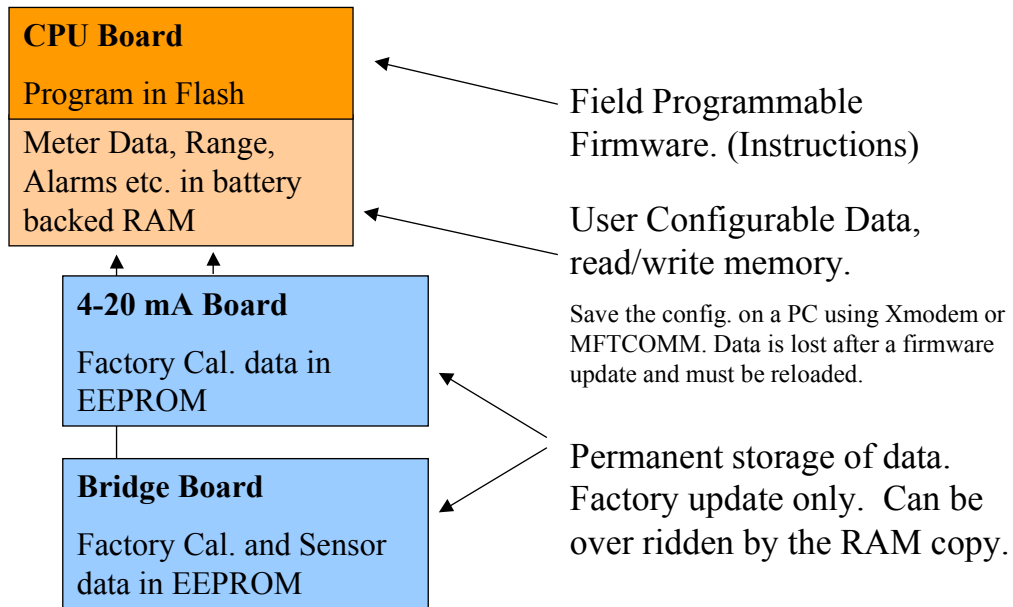 CPU Board
Program in Flash
Meter Data, Range,
Alarms etc. in battery
backed RAM
4-20 mA Board
Factory Cal. data in
EEPROM
Bridge Board
Factory Cal. and Sensor
data in EEPROM
Field Programmable
Firmware. (Instructions)
User Configurable Data,
read/write memory.
Save the config. on a PC using Xmodem or
MFTCOMM. Data is lost after a firmware
update and must be reloaded.
Permanent storage of data.
Factory update only.  Can be
over ridden by the RAM copy.